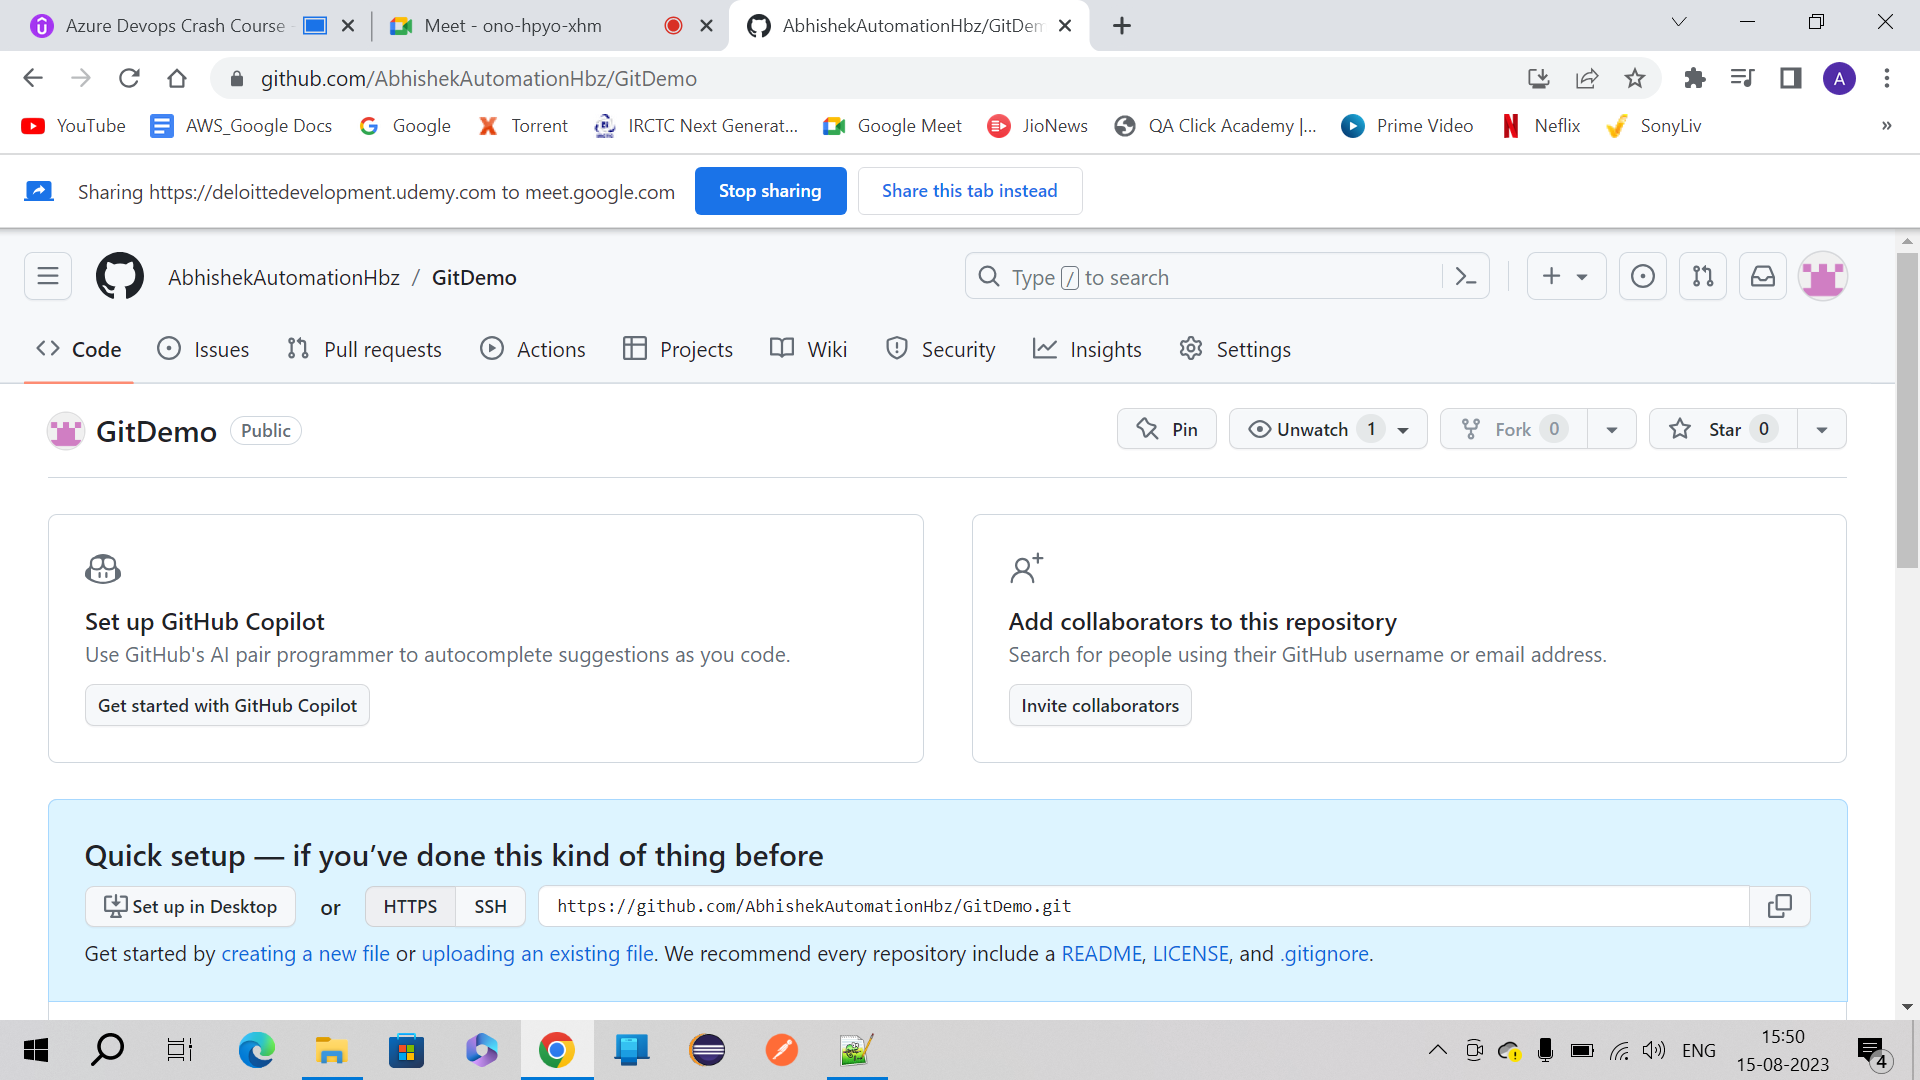 Azure Devops Crash Course -
Meet - ono-hpyo-xhm
AbhishekAutomationHbz/GitDem
github.com/AbhishekAutomationHbz/GitDemo
A
YouTube
AWS_Google Docs
Google
Torrent
IRCTC Next Generat...
Google Meet
JioNews
QA Click Academy |...
Prime Video
Neflix
SonyLiv
»
Sharing https://deloittedevelopment.udemy.com to meet.google.com
Stop sharing
Share this tab instead
AbhishekAutomationHbz / GitDemo
Type / to search
Code
Issues
Pull requests
Actions
Projects
Wiki
Security
Insights
Settings
GitDemo
Public
Pin
Unwatch 1
Fork 0
Star 0
Set up GitHub Copilot
Use GitHub's AI pair programmer to autocomplete suggestions as you code.
Get started with GitHub Copilot
Add collaborators to this repository
Search for people using their GitHub username or email address.
Invite collaborators
Quick setup — if you’ve done this kind of thing before
Set up in Desktop
or
HTTPS
SSH
https://github.com/AbhishekAutomationHbz/GitDemo.git
Get started by creating a new file or uploading an existing file. We recommend every repository include a README, LICENSE, and .gitignore.
ENG
15:50
15-08-2023
4